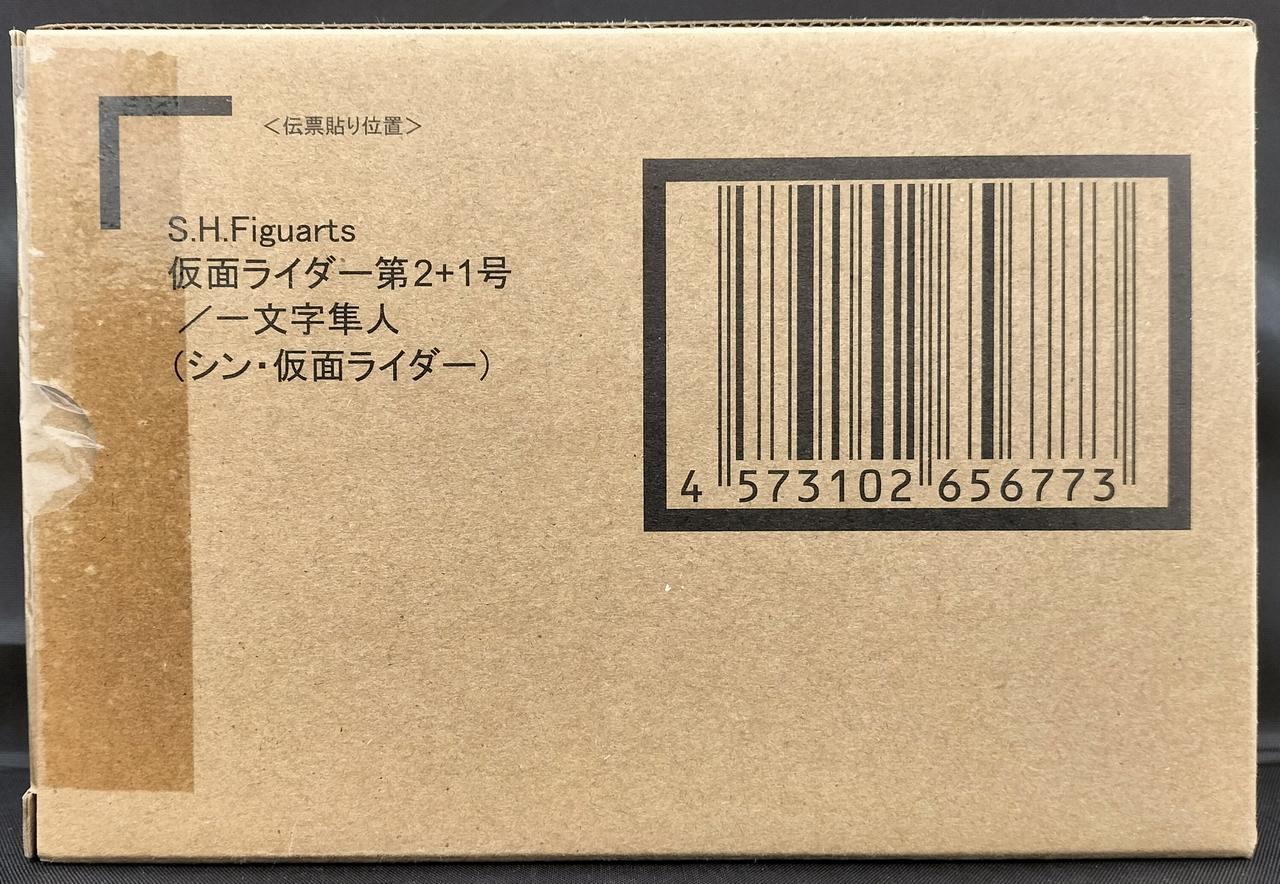 ＜伝票貼り位置＞
S.H.Figuarts
仮面ライダー第2+1号
／一文字隼人
（シン・仮面ライダー）
4 573102 656773